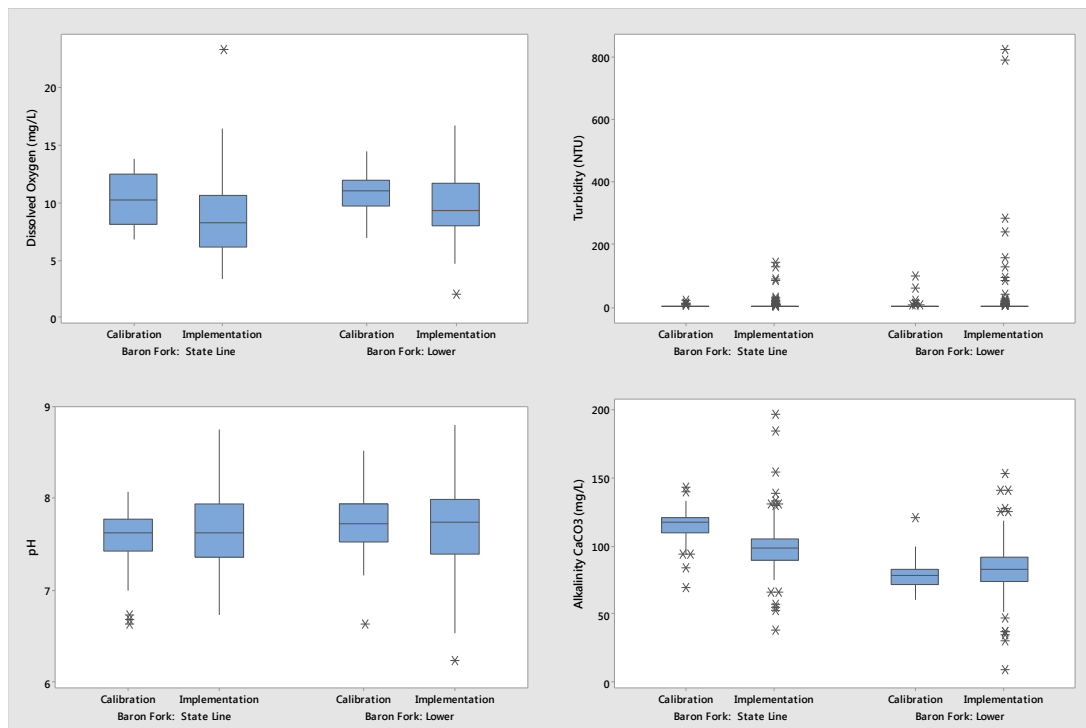 Dissolved Oxygen (mg/L)
20
15
10
5
0
Calibration Implementation Calibration Implementation
Baron Fork: State Line Baron Fork: Lower
Turbidity (NTU)
800
600
400
200
0
Calibration Implementation Calibration Implementation
Baron Fork: State Line Baron Fork: Lower
pH
9
8
7
6
Calibration Implementation Calibration Implementation
Baron Fork: State Line Baron Fork: Lower
Alkalinity CaCO3 (mg/L)
200
150
100
50
0
Calibration Implementation Calibration Implementation
Baron Fork: State Line Baron Fork: Lower